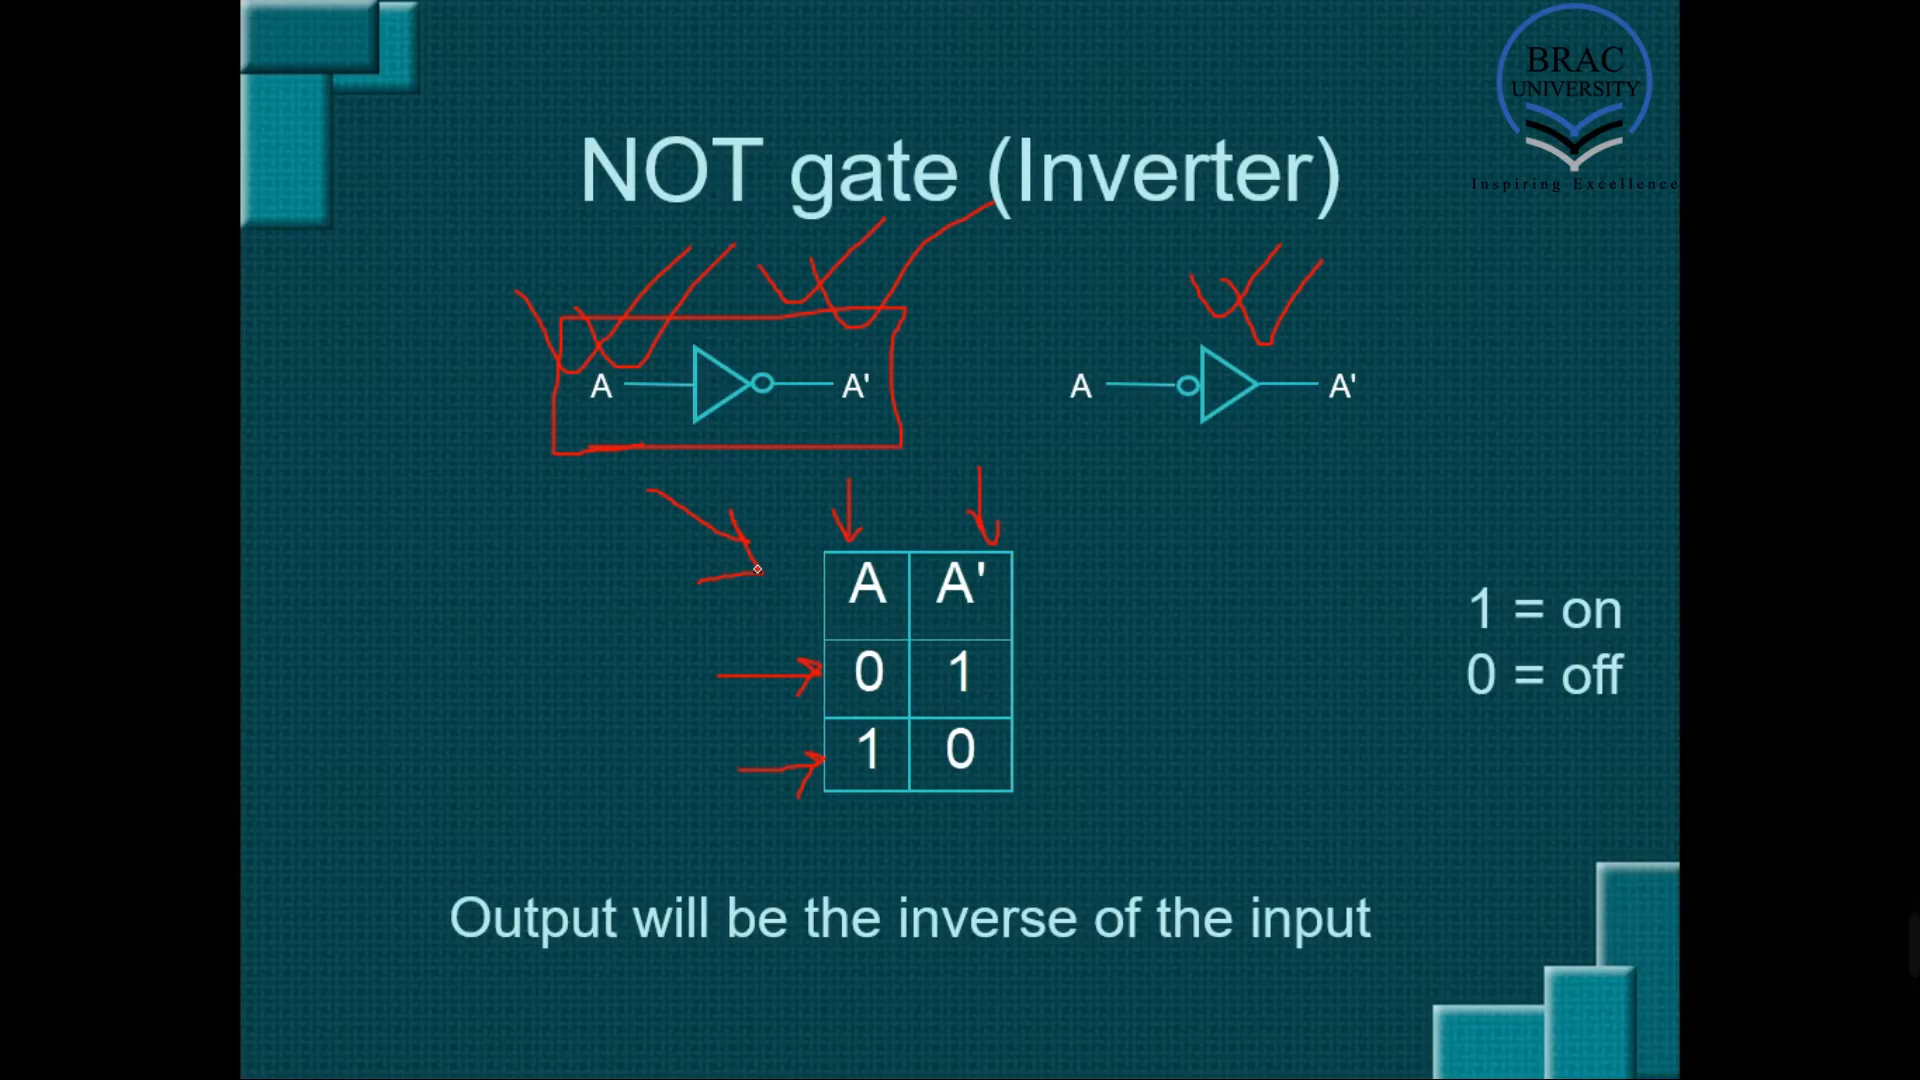 BRAC
UNIVERSITY
Inspiring Excellence
NOT gate (Inverter)
A A' A A'
A A'
0 1
1 0
1 = on
0 = off
Output will be the inverse of the input